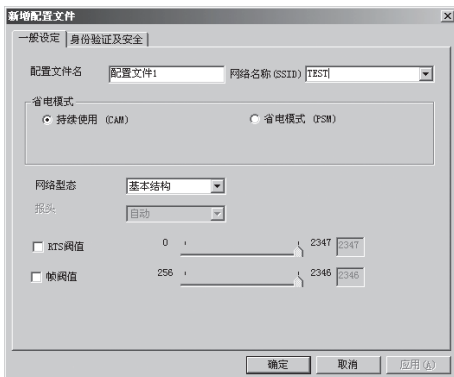 新增配置文件
一般设定 身份验证及安全
配置文件名 配置文件1 网络名称(SSID) TEST
省电模式
持续使用 (CAM) 省电模式 (PSM)
网络型态 基本结构
报头 自动
RTS阀值 0 2347 2347
帧阀值 256 2346 2346
确定 取消 应用(A)